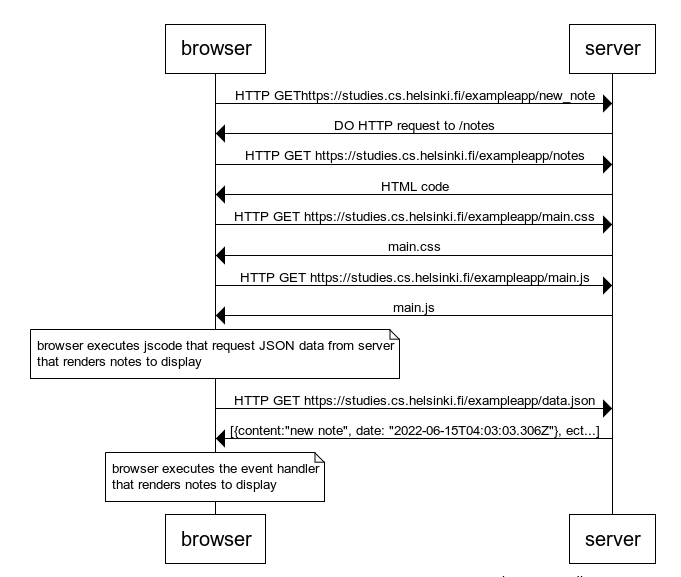 browser
server
HTTP GEThttps://studies.cs.helsinki.fi/exampleapp/new_note
DO HTTP request to /notes
HTTP GET https://studies.cs.helsinki.fi/exampleapp/notes
HTML code
HTTP GET https://studies.cs.helsinki.fi/exampleapp/main.css
main.css
HTTP GET https://studies.cs.helsinki.fi/exampleapp/main.js
main.js
browser executes jscode that request JSON data from server
that renders notes to display
HTTP GET https://studies.cs.helsinki.fi/exampleapp/data.json
[{content:"new note", date: "2022-06-15T04:03:03.306Z"}, ect...]
browser executes the event handler
that renders notes to display
browser
server